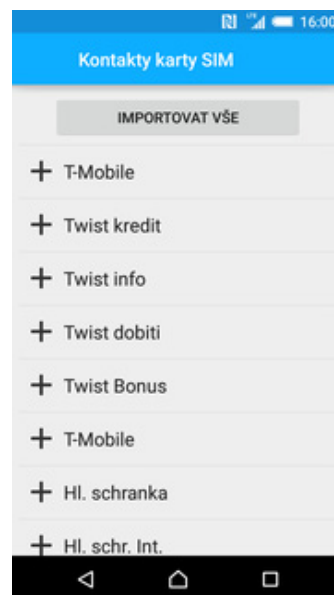 16:00
Kontakty karty SIM
IMPORTOVAT VŠE
T-Mobile
Twist kredit
Twist info
Twist dobiti
Twist Bonus
T-Mobile
Hl. schranka
Hl. schr. Int.